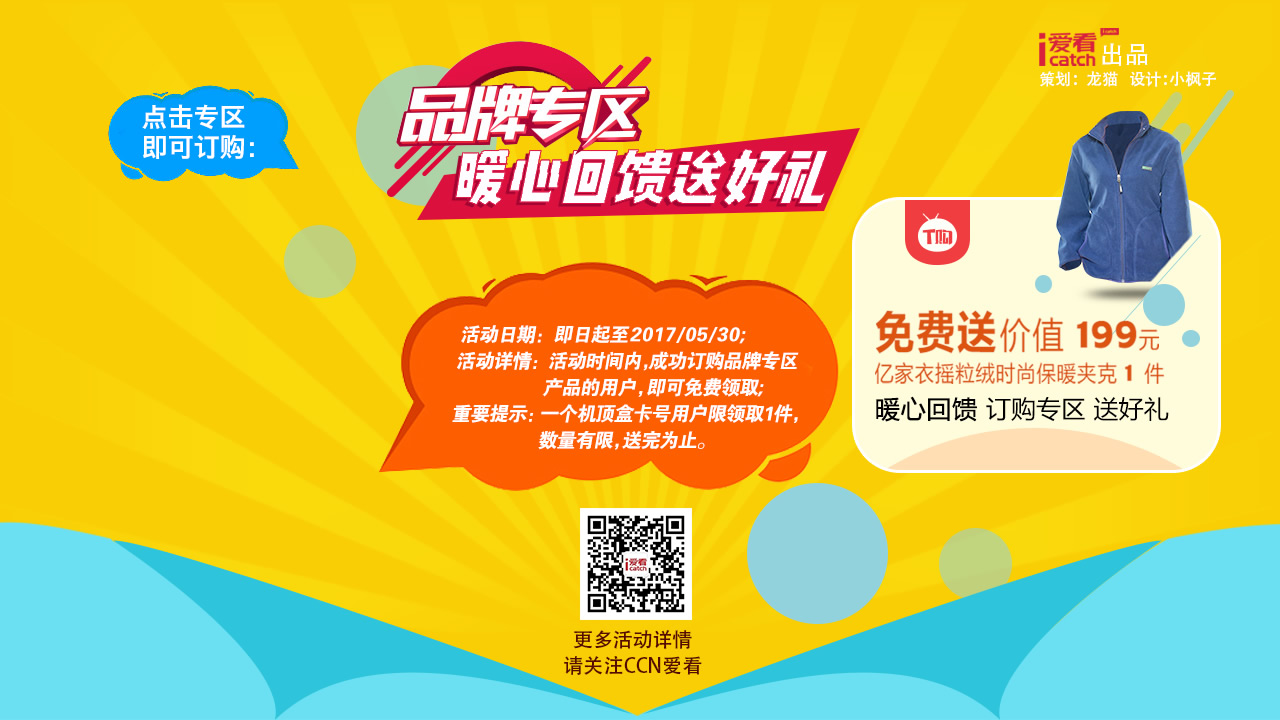 i爱看
catch
出品
策划：龙猫 设计:小枫子
点击专区
即可订购:
品牌专区
暖心回馈送好礼
T购
免费送价值 199元
亿家衣摇粒绒时尚保暖夹克 1 件
暖心回馈 订购专区 送好礼
活动日期：即日起至2017/05/30;
活动详情：活动时间内,成功订购品牌专区
产品的用户,即可免费领取;
重要提示：一个机顶盒卡号用户限领取1件,
数量有限,送完为止。
i爱看
catch
更多活动详情
请关注CCN爱看